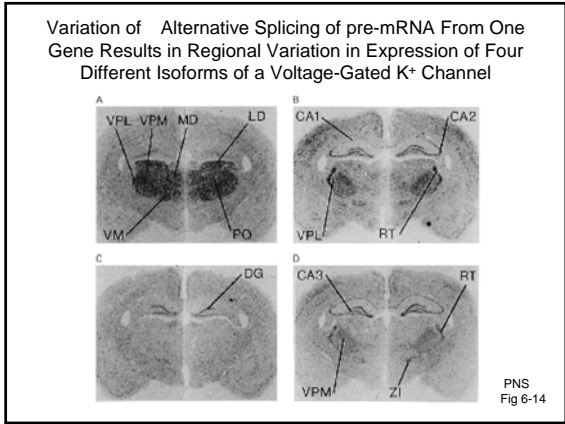 Variation of Alternative Splicing of pre-mRNA From One
Gene Results in Regional Variation in Expression of Four
Different Isoforms of a Voltage-Gated K+ Channel
A
VPL VPM MD LD
VM PO
B
CA1 CA2
VPL RT
C
DG
D
CA3 RT
VPM ZI
PNS
Fig 6-14